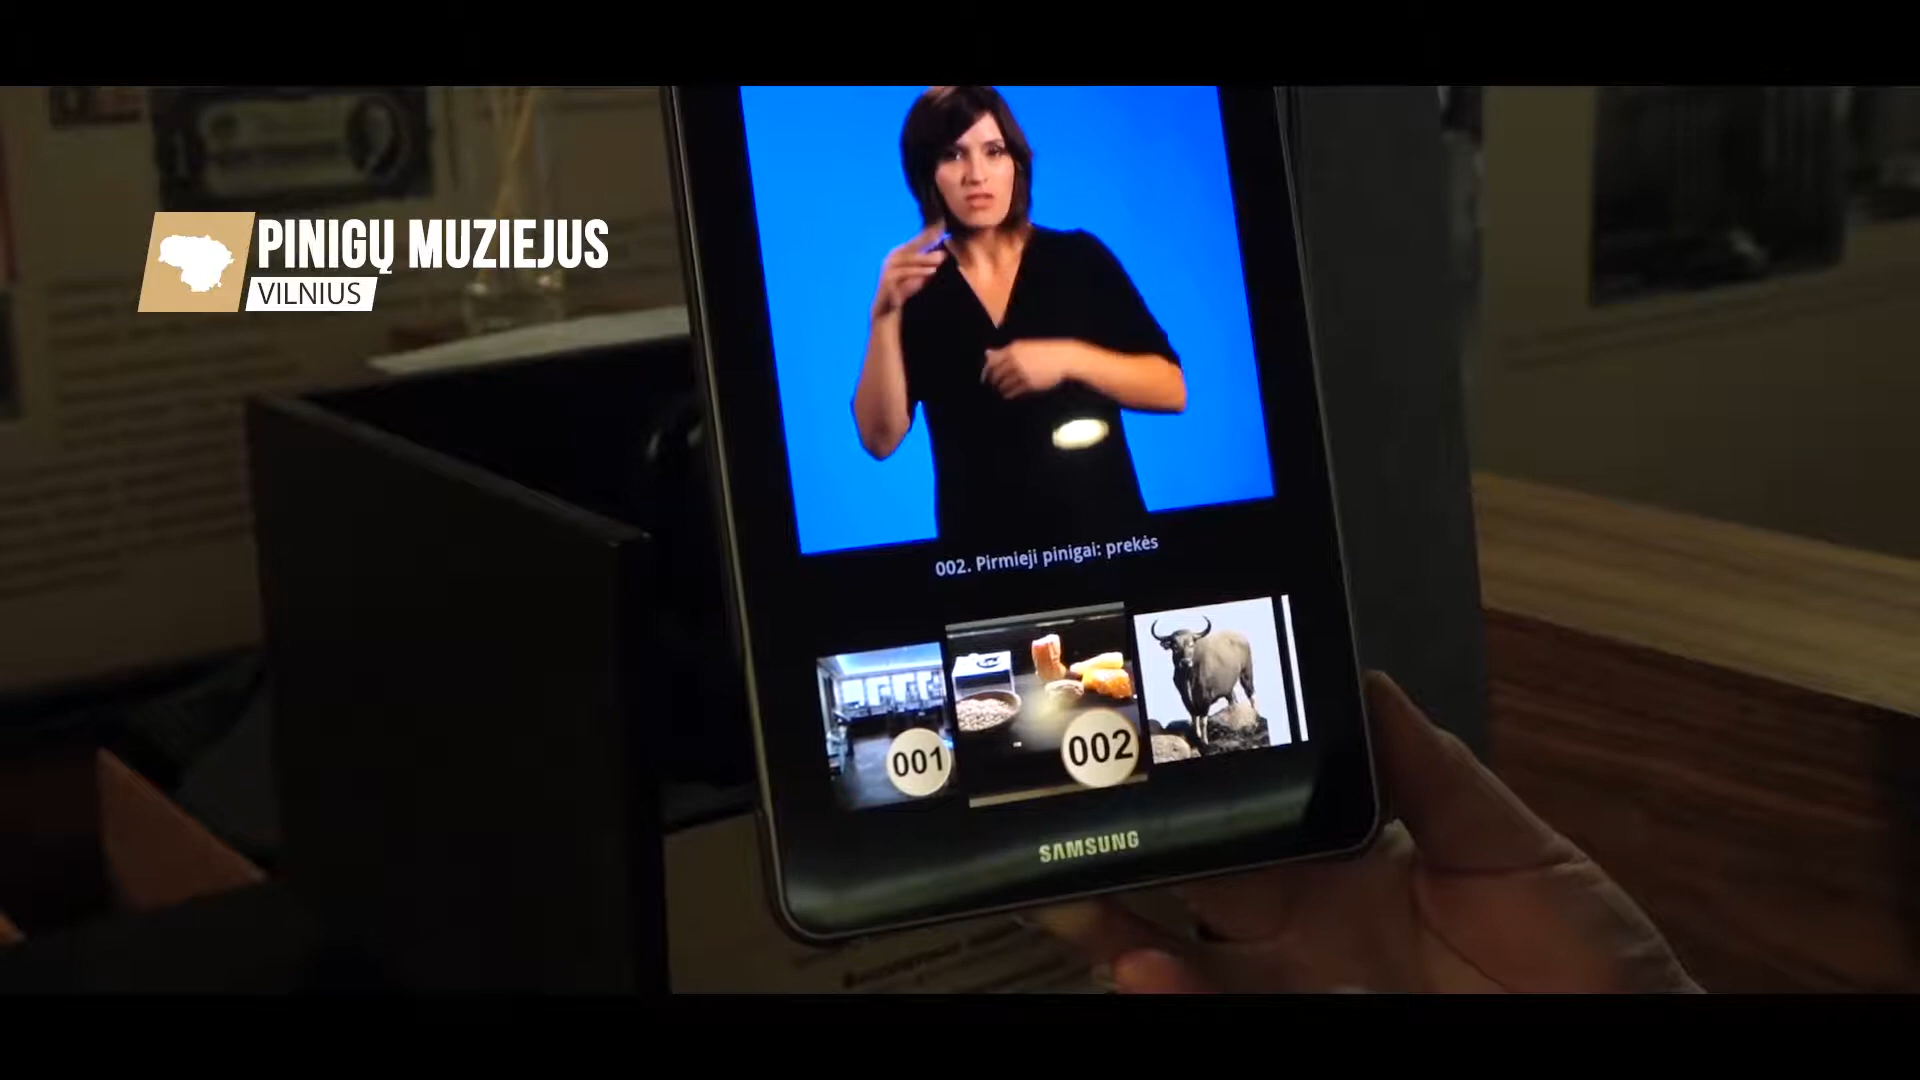 PINIGŲ MUZIEJUS
VILNIUS
002. Pirmieji pinigai: prekės
001
002
SAMSUNG